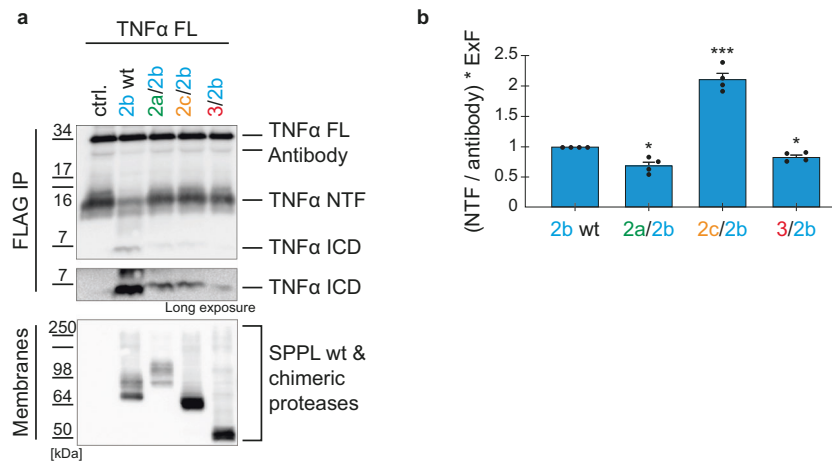 a
TNFα FL
ctrl.
2b wt
2a/2b
2c/2b
3/2b
FLAG IP
34
17
16
7
TNFα FL
Antibody
TNFα NTF
TNFα ICD
7
TNFα ICD
Long exposure
Membranes
250
98
64
50
[kDa]
SPPL wt &
chimeric
proteases
b
(NTF / antibody) * ExF
2.5
2
1.5
1
0.5
0
*
***
*
2b wt
2a/2b
2c/2b
3/2b